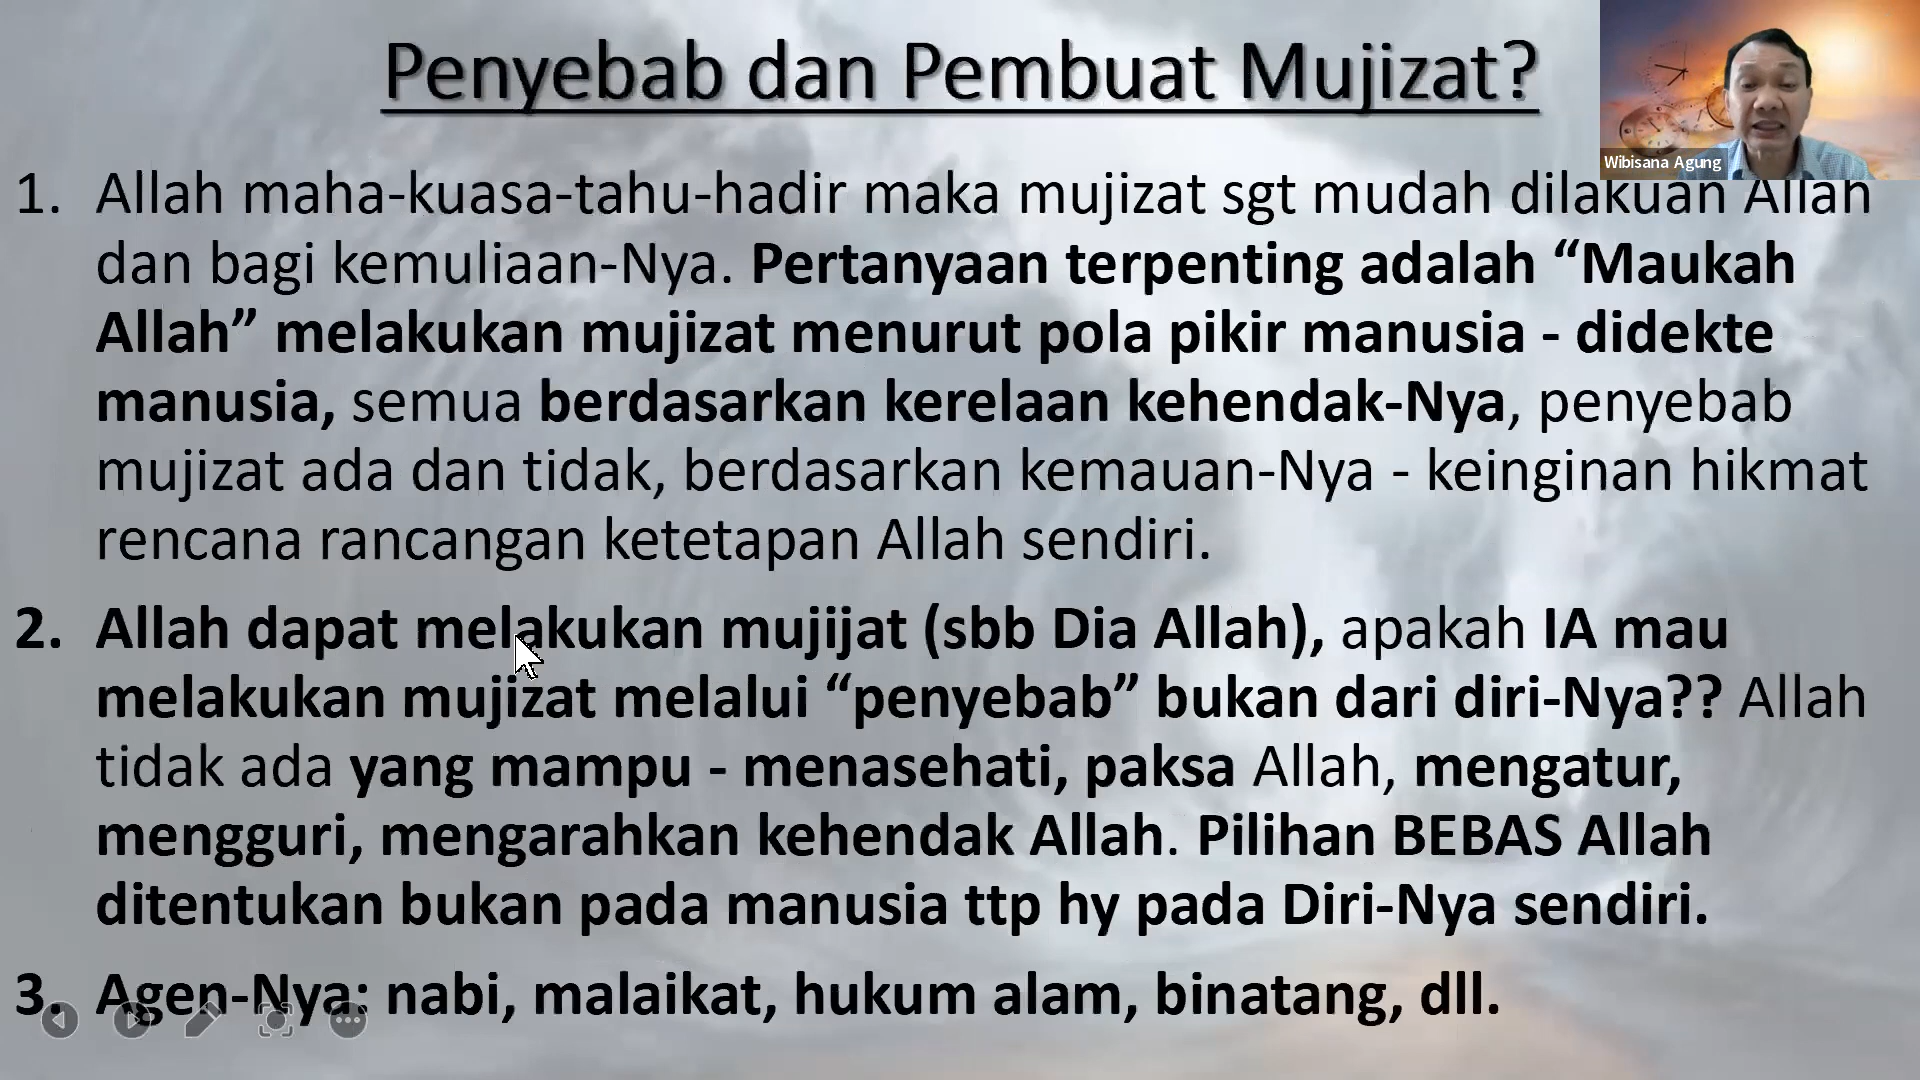 Penyebab dan Pembuat Mujizat?
Wibisana Agung
1. Allah maha-kuasa-tahu-hadir maka mujizat sgt mudah dilakuan Allah
dan bagi kemuliaan-Nya. Pertanyaan terpenting adalah “Maukah
Allah” melakukan mujizat menurut pola pikir manusia - didekte
manusia, semua berdasarkan kerelaan kehendak-Nya, penyebab
mujizat ada dan tidak, berdasarkan kemauan-Nya - keinginan hikmat
rencana rancangan ketetapan Allah sendiri.
2. Allah dapat melakukan mujijat (sbb Dia Allah), apakah IA mau
melakukan mujizat melalui “penyebab” bukan dari diri-Nya?? Allah
tidak ada yang mampu - menasehati, paksa Allah, mengatur,
mengguri, mengarahkan kehendak Allah. Pilihan BEBAS Allah
ditentukan bukan pada manusia ttp hy pada Diri-Nya sendiri.
3. Agen-Nya: nabi, malaikat, hukum alam, binatang, dll.